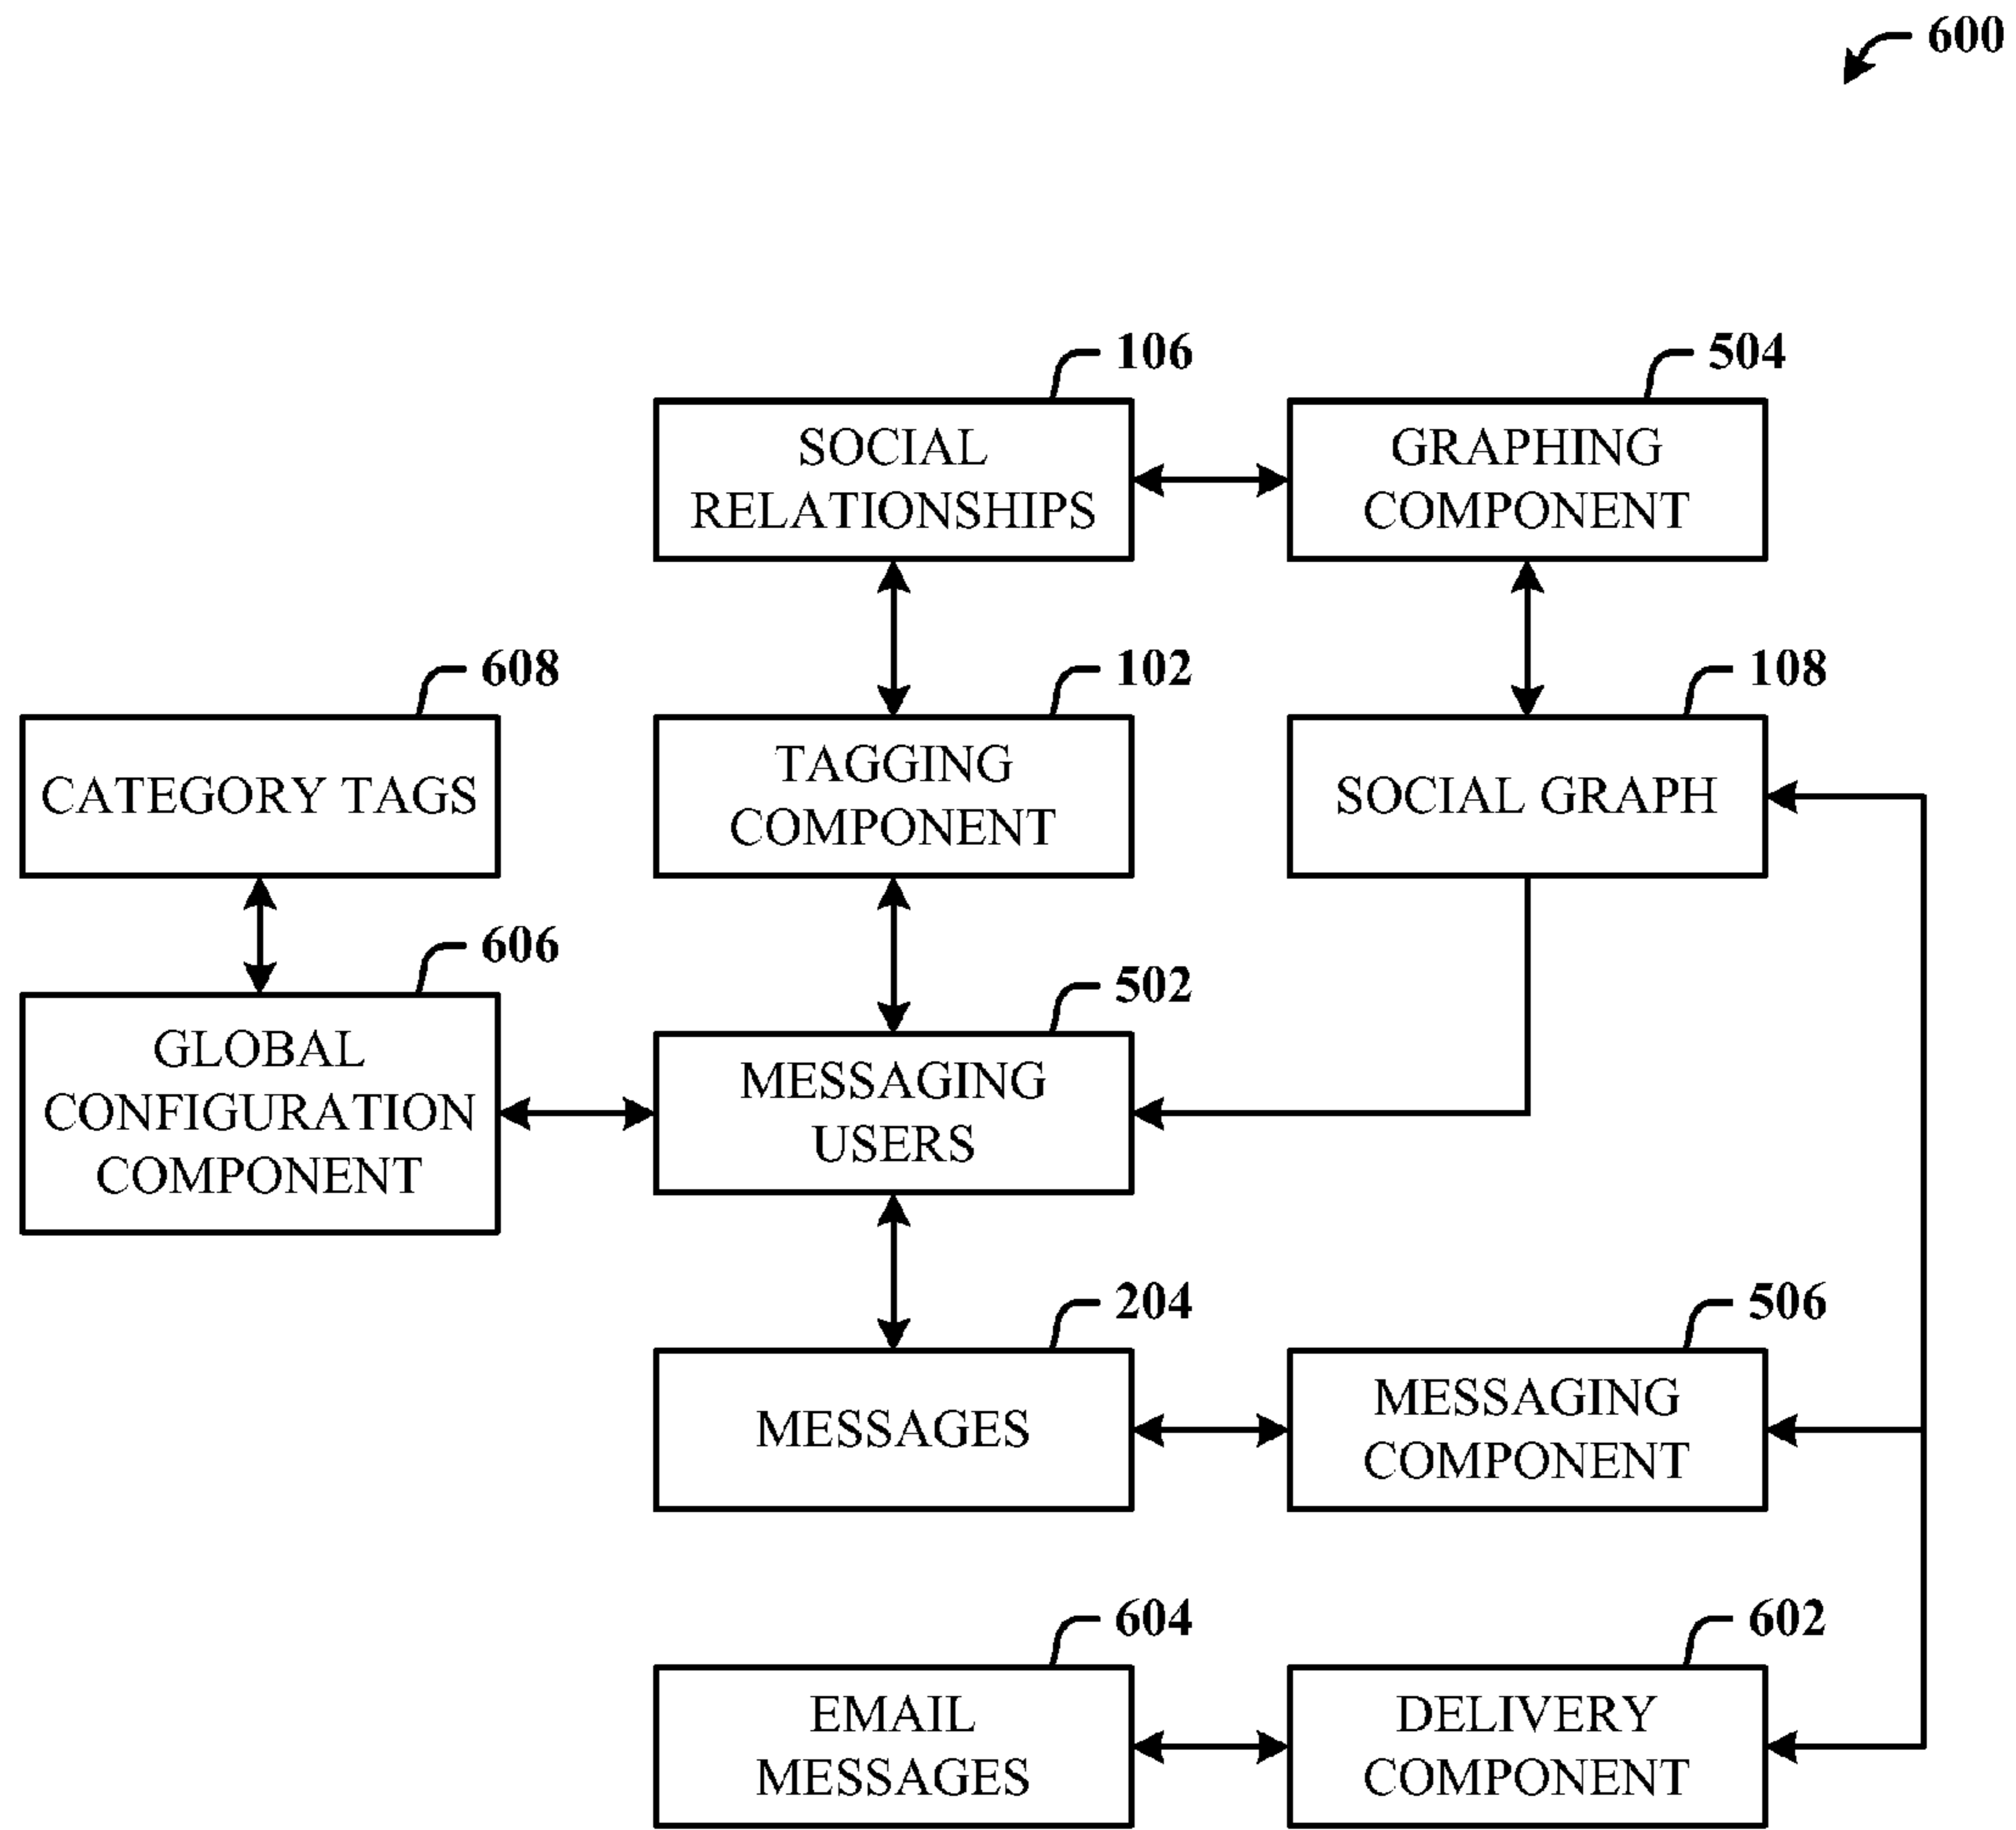 600
106
SOCIAL
RELATIONSHIPS
504
GRAPHING
COMPONENT
608
CATEGORY TAGS
102
TAGGING
COMPONENT
108
SOCIAL GRAPH
606
GLOBAL
CONFIGURATION
COMPONENT
502
MESSAGING
USERS
204
MESSAGES
506
MESSAGING
COMPONENT
604
EMAIL
MESSAGES
602
DELIVERY
COMPONENT